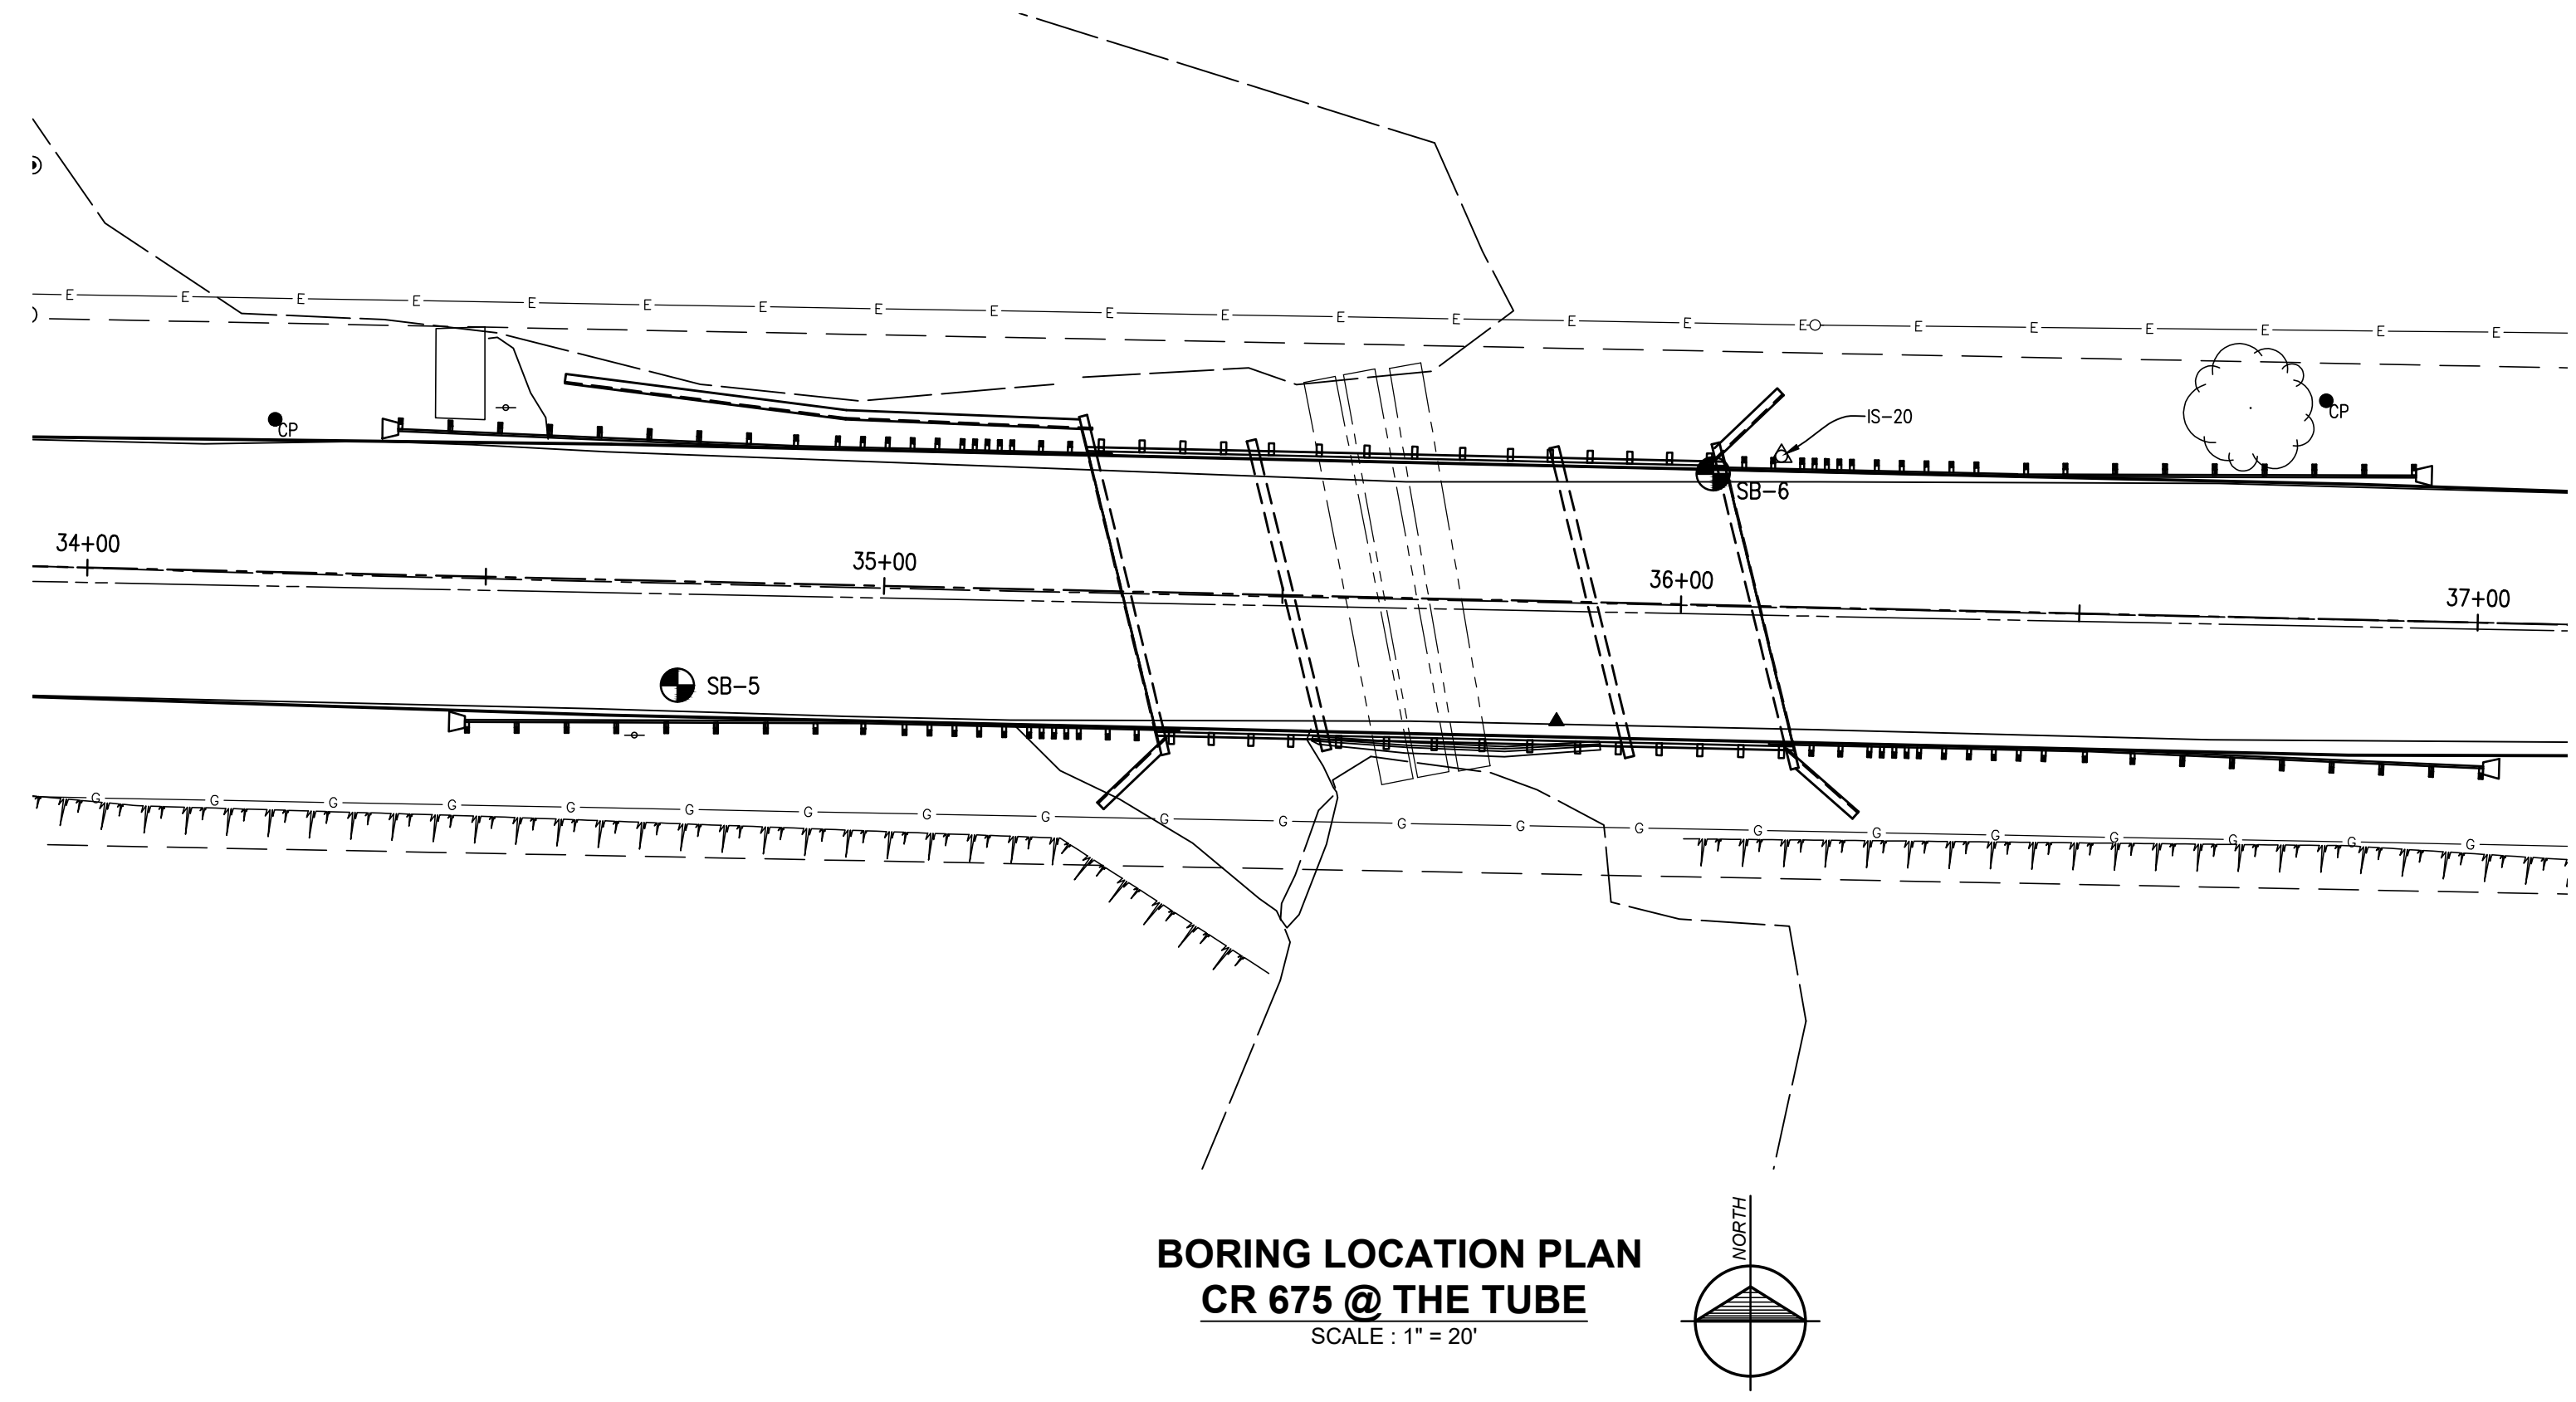 E E E E E E E E E E E E E E E E E E E E E E
IS-20
CP
CP
SB-6
34+00
35+00
36+00
37+00
SB-5
G G G G G G G G G G G G G G G G G G G G G
NORTH
BORING LOCATION PLAN
CR 675 @ THE TUBE
SCALE : 1" = 20'